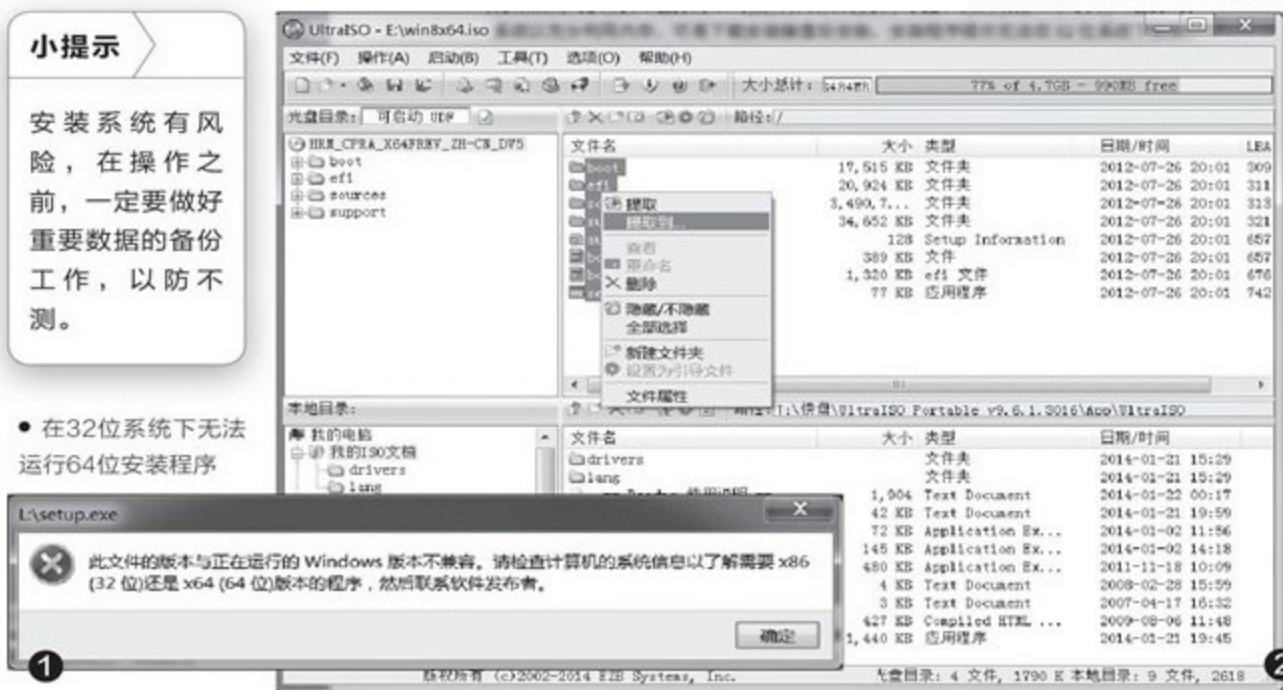 小提示
安装系统有风
险，在操作之
前，一定要做好
重要数据的备份
工作，以防不
测。
• 在32位系统下无法
运行64位安装程序
UltraISO - E:\win8x64.iso
文件(F) 操作(A) 启动(B) 工具(T) 选项(O) 帮助(H)
大小总计: 77% of 4.7GB - 990MB free
光盘目录: 可启动 UDF 路径: /
HRM_CPRA_X64FREV_ZH-CN_DV5
boot
efi
sources
support
文件名 大小 类型 日期/时间 LBA
boot 17,515 KB 文件夹 2012-07-26 20:01 309
efi 20,924 KB 文件夹 2012-07-26 20:01 311
3,490,7... 文件夹 2012-07-26 20:01 313
34,652 KB 文件夹 2012-07-26 20:01 321
128 Setup Information 2012-07-26 20:01 657
389 KB 文件 2012-07-26 20:01 657
1,320 KB efi 文件 2012-07-26 20:01 676
77 KB 应用程序 2012-07-26 20:01 742
提取
提取到...
查看
重命名
删除
隐藏/不隐藏
全部选择
新建文件夹
设置为引导文件
文件属性
本地目录: 路径: I:\快盘\UltraISO Portable v9.6.1.3016\App\UltraISO
我的电脑
我的ISO文档
drivers
lang
文件名 大小 类型 日期/时间
drivers 文件夹 2014-01-21 15:29
lang 文件夹 2014-01-21 15:29
使用说明 1,904 Text Document 2014-01-22 00:17
42 KB Text Document 2014-01-21 19:59
72 KB Application Ex... 2014-01-02 11:56
145 KB Application Ex... 2014-01-02 14:18
480 KB Application Ex... 2011-11-18 10:09
4 KB Text Document 2008-02-28 15:59
3 KB Text Document 2007-04-17 16:32
427 KB Compiled HTML ... 2009-08-06 11:48
1,440 KB 应用程序 2014-01-21 19:45
L:\setup.exe
此文件的版本与正在运行的 Windows 版本不兼容。请检查计算机的系统信息以了解需要 x86
(32 位)还是 x64 (64 位)版本的程序，然后联系软件发布者。
确定
版权所有 (c)2002-2014 EZB Systems, Inc. 光盘目录: 4 文件, 1790 K 本地目录: 9 文件, 2618
1
2